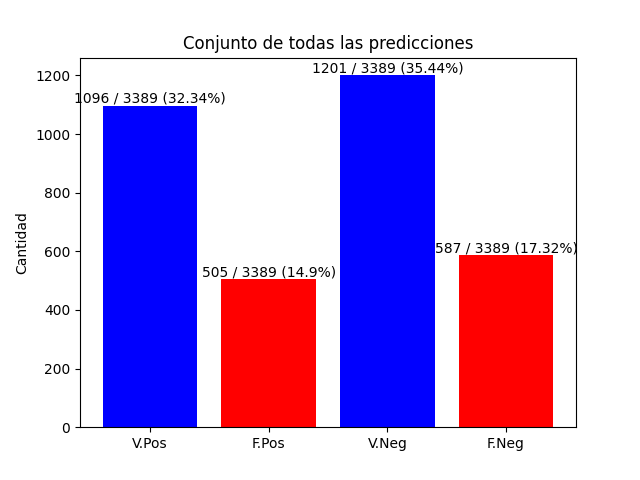 Conjunto de todas las predicciones
1201 / 3389 (35.44%)
1096 / 3389 (32.34%)
587 / 3389 (17.32%)
505 / 3389 (14.9%)
Cantidad
1200
1000
800
600
400
200
0
V.Pos F.Pos V.Neg F.Neg